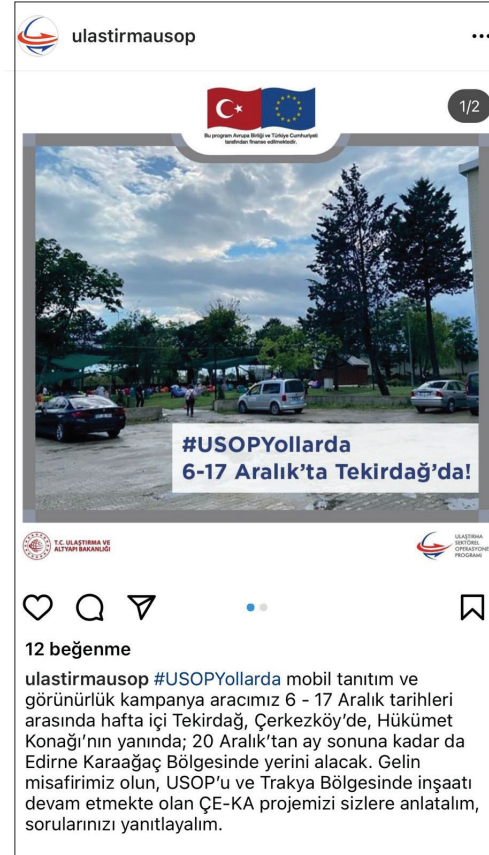 ulastirmausop
1/2
Bu program Avrupa Birliği ve Türkiye Cumhuriyeti
tarafından finanse edilmektedir.
#USOPYollarda
6-17 Aralık’ta Tekirdağ’da!
T.C. ULAŞTIRMA VE
ALTYAPI BAKANLIĞI
ULAŞTIRMA
SEKTÖREL
OPERASYONEL
PROGRAMI
12 beğenme
ulastirmausop #USOPYollarda mobil tanıtım ve
görünürlük kampanya aracımız 6 - 17 Aralık tarihleri
arasında hafta içi Tekirdağ, Çerkezköy’de, Hükümet
Konağı’nın yanında; 20 Aralık’tan ay sonuna kadar da
Edirne Karaağaç Bölgesinde yerini alacak. Gelin
misafirimiz olun, USOP’u ve Trakya Bölgesinde inşaatı
devam etmekte olan ÇE-KA projemizi sizlere anlatalım,
sorularınızı yanıtlayalım.